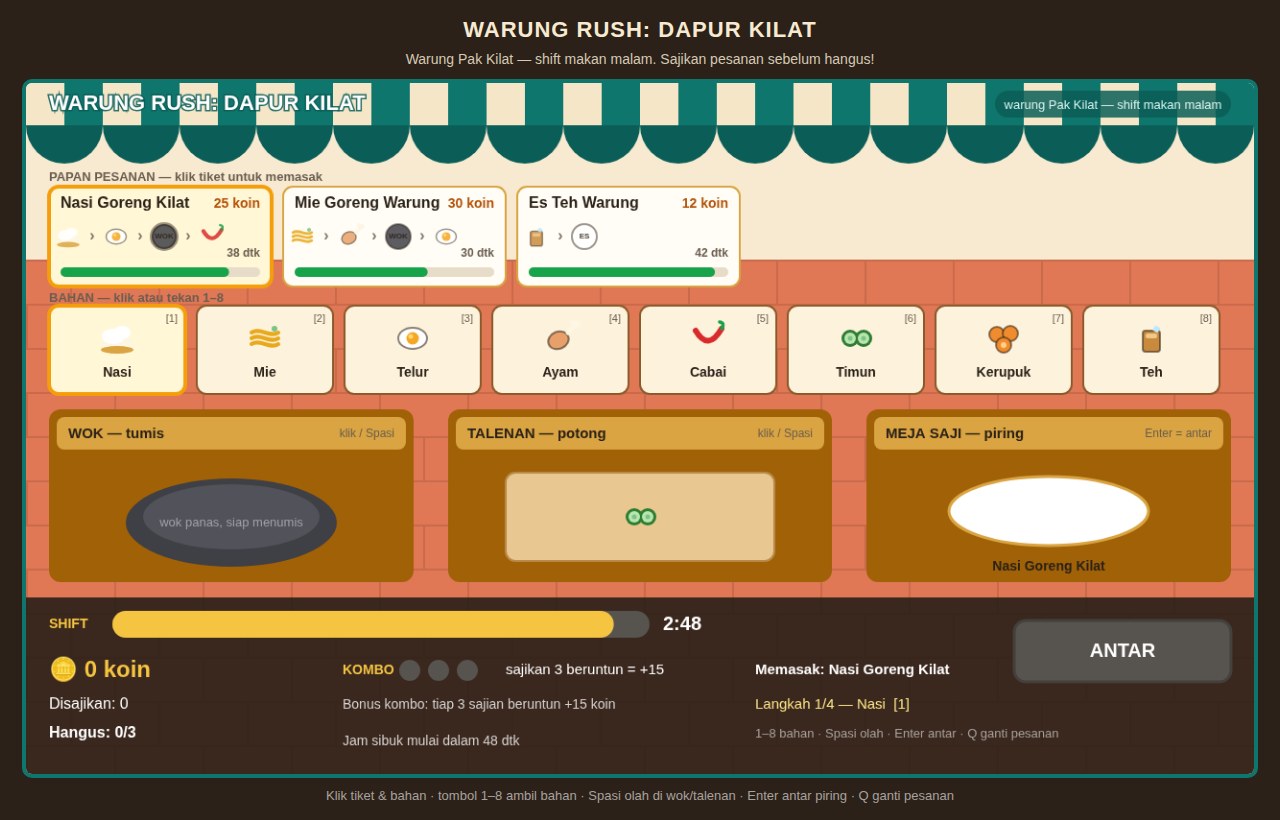 WARUNG RUSH: DAPUR KILAT
Warung Pak Kilat — shift makan malam. Sajikan pesanan sebelum hangus!
WARUNG RUSH: DAPUR KILAT
warung Pak Kilat — shift makan malam
PAPAN PESANAN — klik tiket untuk memasak
Nasi Goreng Kilat 25 koin
› › WOK ›
38 dtk
Mie Goreng Warung 30 koin
› › WOK ›
30 dtk
Es Teh Warung 12 koin
› ES
42 dtk
BAHAN — klik atau tekan 1–8
[1] Nasi
[2] Mie
[3] Telur
[4] Ayam
[5] Cabai
[6] Timun
[7] Kerupuk
[8] Teh
WOK — tumis klik / Spasi
wok panas, siap menumis
TALENAN — potong klik / Spasi
MEJA SAJI — piring Enter = antar
Nasi Goreng Kilat
SHIFT 2:48
0 koin
Disajikan: 0
Hangus: 0/3
KOMBO sajikan 3 beruntun = +15
Bonus kombo: tiap 3 sajian beruntun +15 koin
Jam sibuk mulai dalam 48 dtk
Memasak: Nasi Goreng Kilat
Langkah 1/4 — Nasi [1]
1–8 bahan · Spasi olah · Enter antar · Q ganti pesanan
ANTAR
Klik tiket & bahan · tombol 1–8 ambil bahan · Spasi olah di wok/talenan · Enter antar piring · Q ganti pesanan